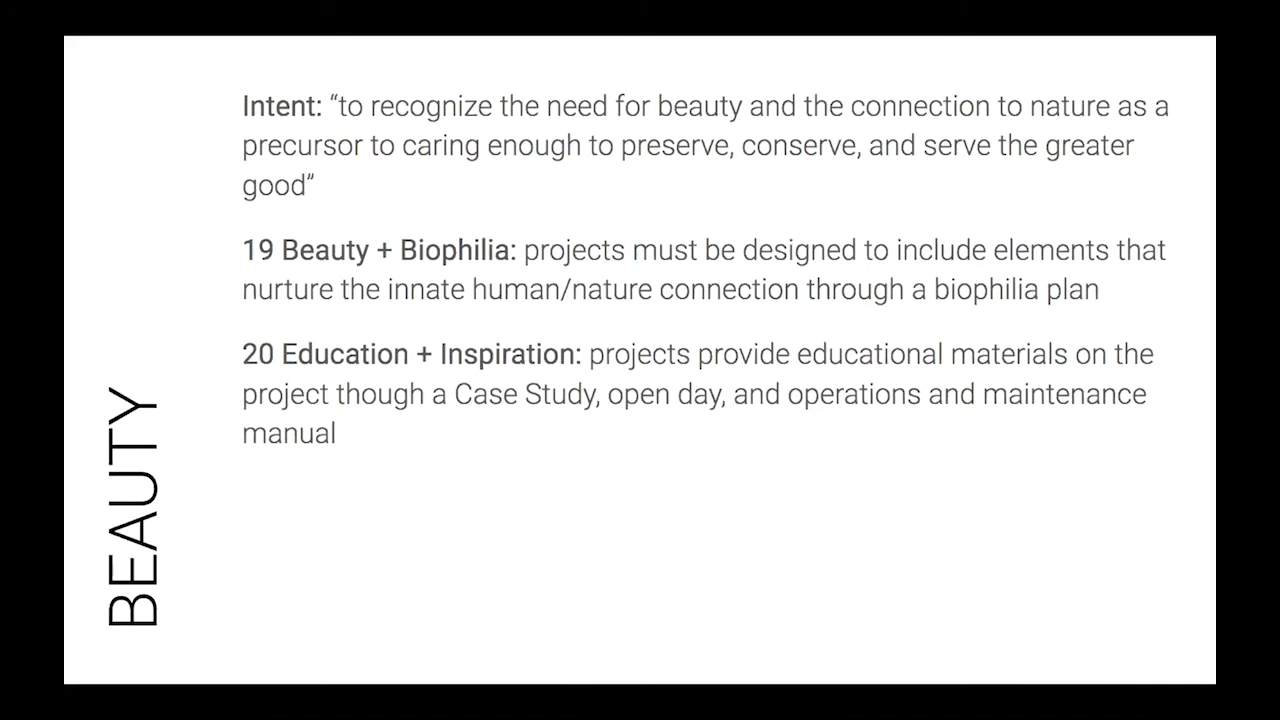 Intent: “to recognize the need for beauty and the connection to nature as a
precursor to caring enough to preserve, conserve, and serve the greater
good”
19 Beauty + Biophilia: projects must be designed to include elements that
nurture the innate human/nature connection through a biophilia plan
20 Education + Inspiration: projects provide educational materials on the
project though a Case Study, open day, and operations and maintenance
manual
BEAUTY